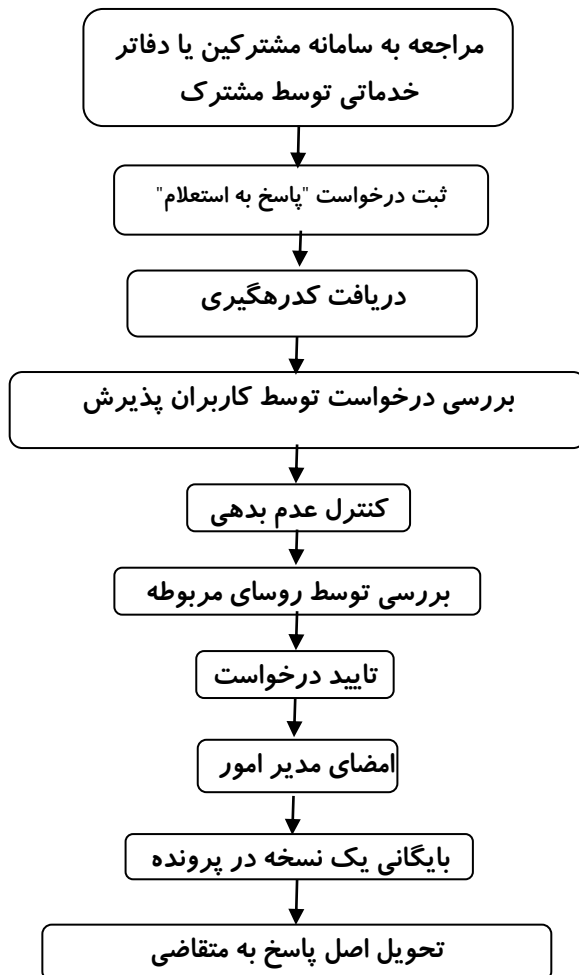 مراجعه به سامانه مشترکین یا دفاتر
خدماتی توسط مشترک
ثبت درخواست "پاسخ به استعلام"
دریافت کدرهگیری
بررسی درخواست توسط کاربران پذیرش
کنترل عدم بدهی
بررسی توسط روسای مربوطه
تایید درخواست
امضای مدیر امور
بایگانی یک نسخه در پرونده
تحویل اصل پاسخ به متقاضی